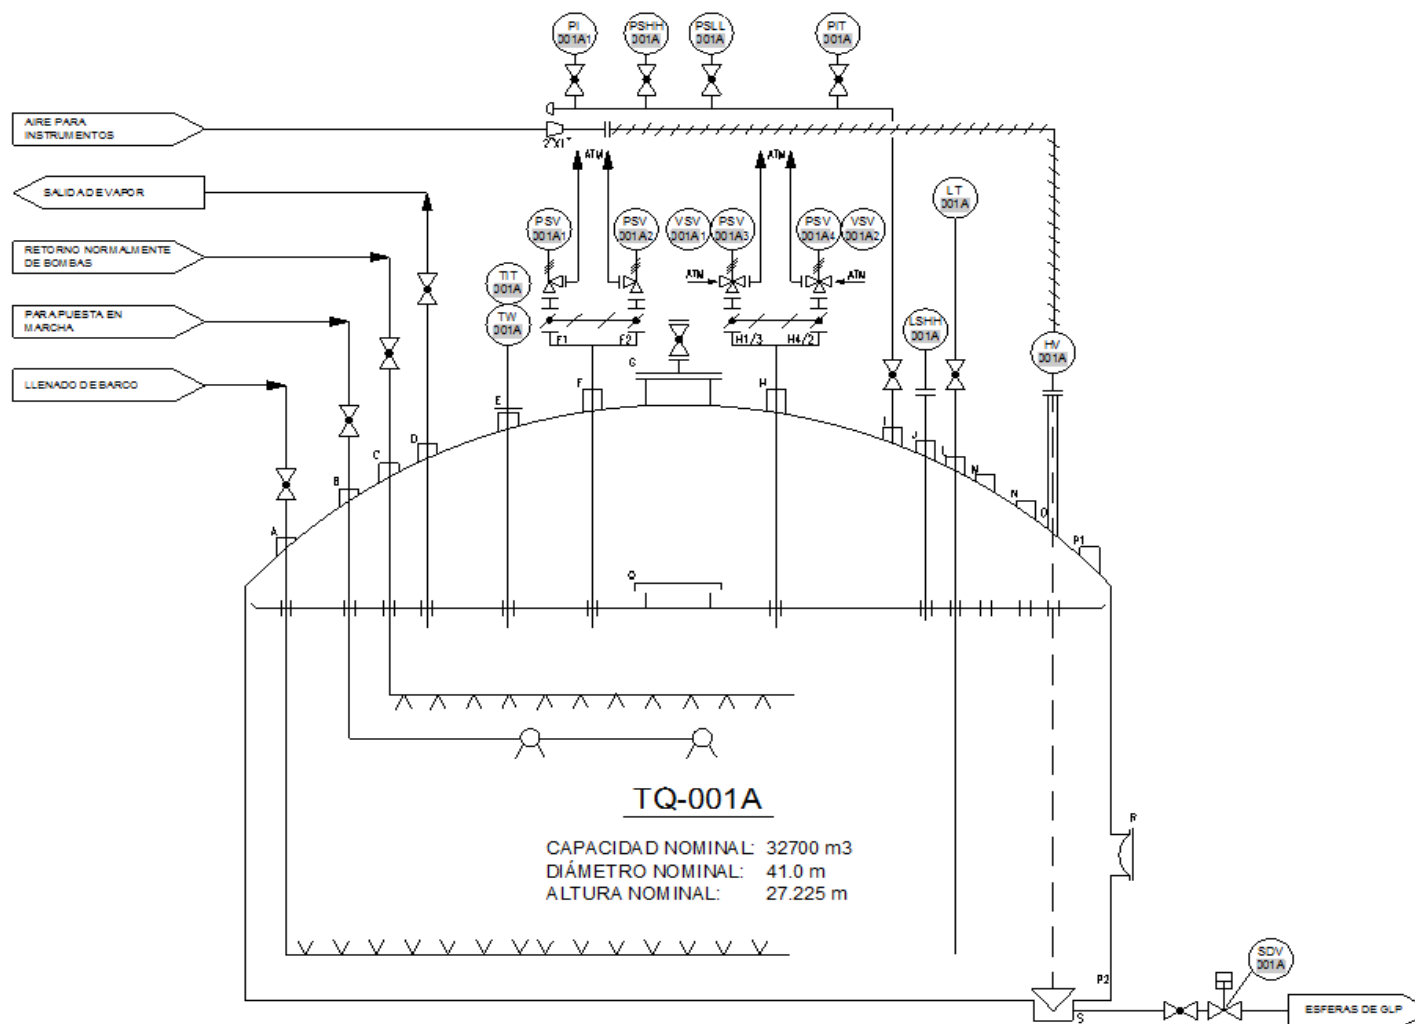 PI
001A1
PSHH
001A
PSLL
001A
PIT
001A
AIRE PARA
INSTRUMENTOS
2"X1"
ATM
ATM
SALIDA DE VAPOR
LT
001A
PSV
001A1
PSV
001A2
VSV
001A1
PSV
001A3
PSV
001A4
VSV
001A2
RETORNO NORMALMENTE
DE BOMBAS
TIT
001A
ATM
ATM
PARA PUESTA EN
MARCHA
TW
001A
LSHH
001A
F1
F2
H1/3
H4/2
HV
001A
G
LLENADO DE BARCO
E
F
H
I
D
J
C
L
M
B
N
O
A
P1
Q
TQ-001A
CAPACIDAD NOMINAL: 32700 m3
DIÁMETRO NOMINAL: 41.0 m
ALTURA NOMINAL: 27.225 m
R
SDV
001A
P2
S
ESFERAS DE GLP